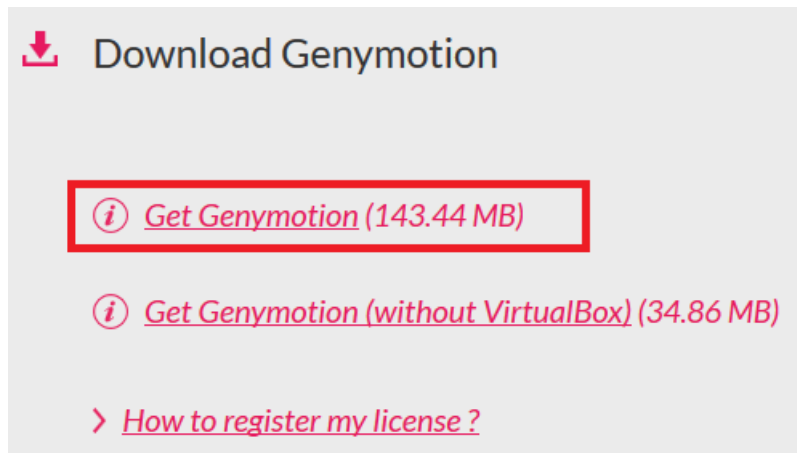 Download Genymotion
i Get Genymotion (143.44 MB)
i Get Genymotion (without VirtualBox) (34.86 MB)
How to register my license ?